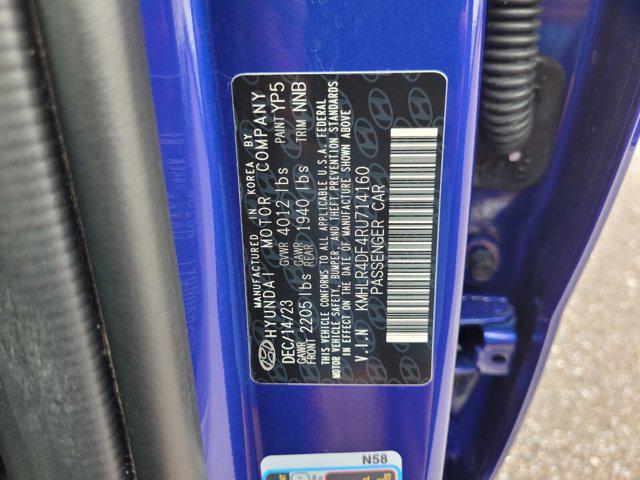 MANUFACTURED IN KOREA BY
HYUNDAI MOTOR COMPANY
DEC/14/23 GVWR 4012 lbs PAINT YP5
GAWR FRONT 2205 lbs GAWR REAR 1940 lbs TRIM NNB
THIS VEHICLE CONFORMS TO ALL APPLICABLE U.S.A. FEDERAL
MOTOR VEHICLE SAFETY, BUMPER, AND THEFT PREVENTION STANDARDS
IN EFFECT ON THE DATE OF MANUFACTURE SHOWN ABOVE
V.I.N KMHLR4DE4RU714160
PASSENGER CAR
N58